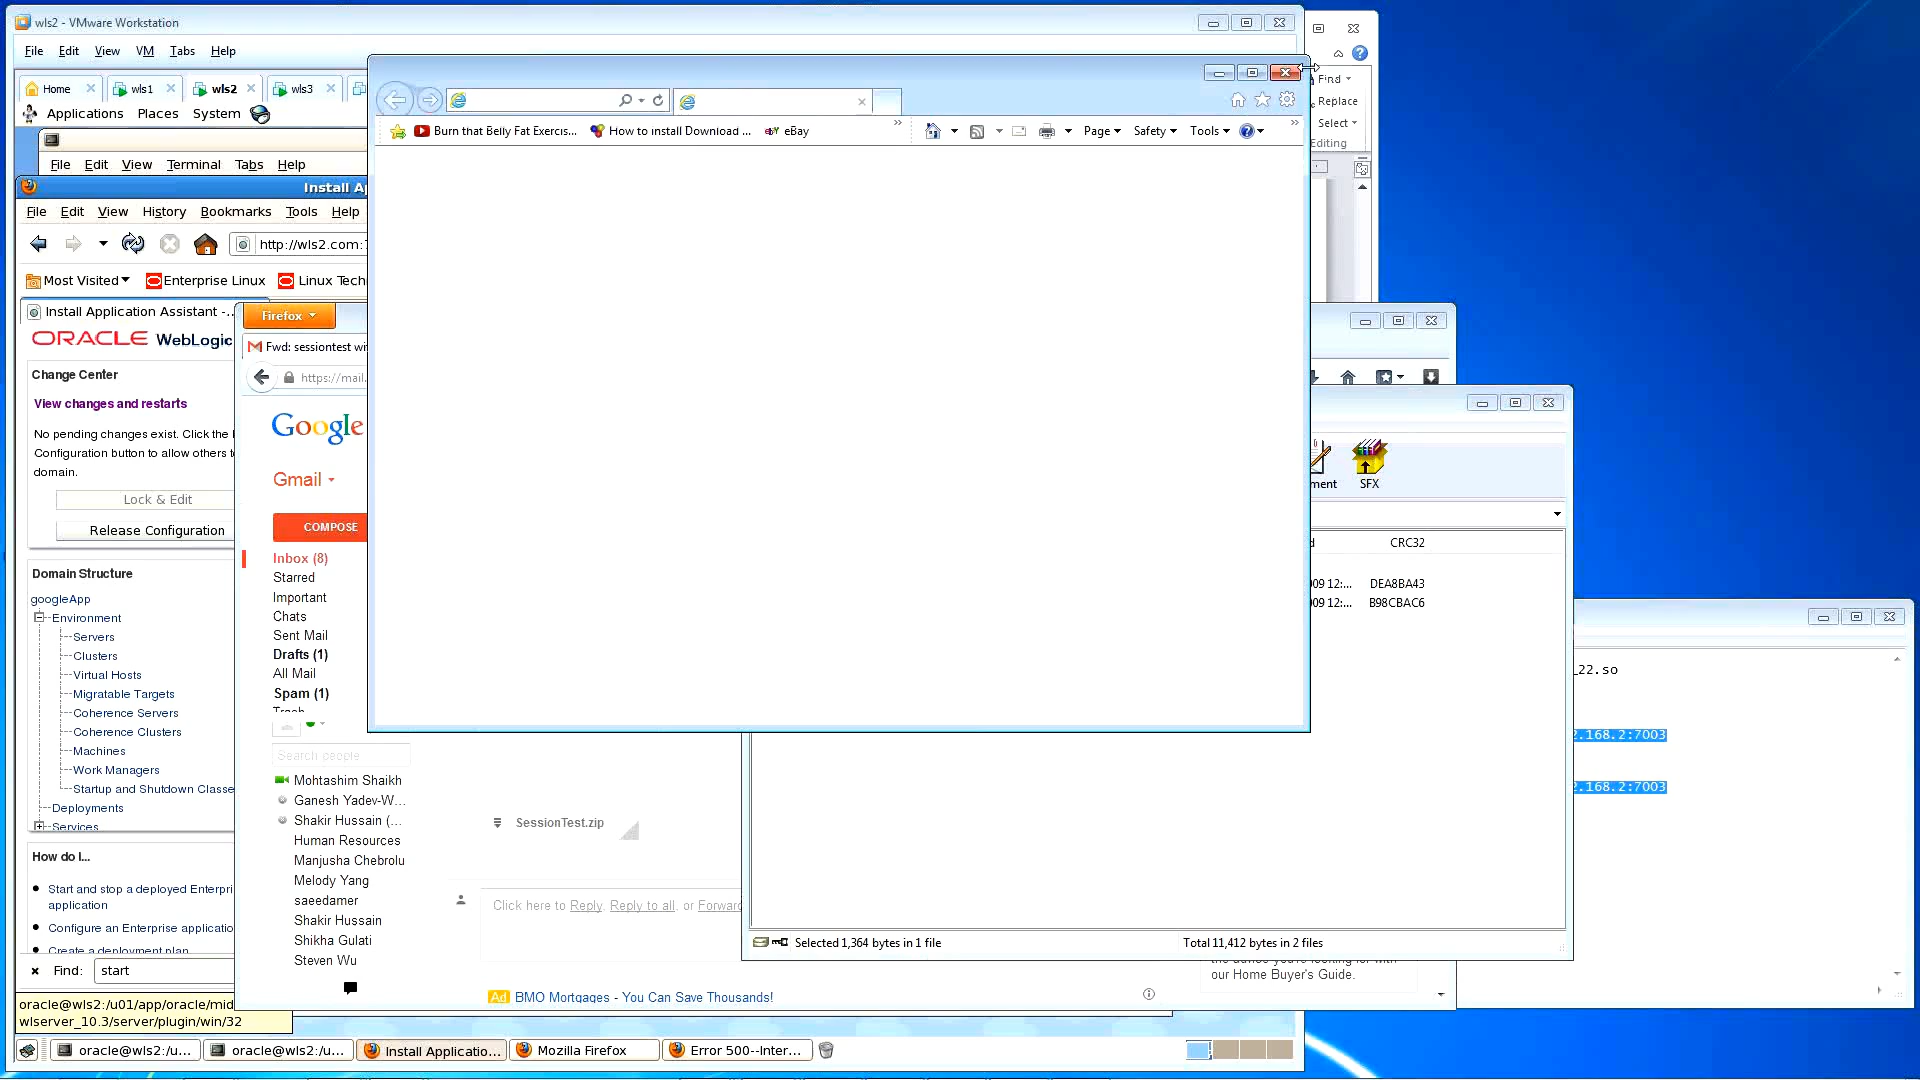 wls2 - VMware Workstation
File Edit View VM Tabs Help
Home wls1 wls2 wls3
Applications Places System
File Edit View Terminal Tabs Help
Install Ap
File Edit View History Bookmarks Tools Help
http://wls2.com:
Most Visited Enterprise Linux Linux Tech
Install Application Assistant -...
ORACLE WebLogic
Change Center
View changes and restarts
No pending changes exist. Click the
Configuration button to allow others t
domain.
Lock & Edit
Release Configuration
Domain Structure
googleApp
Environment
Servers
Clusters
Virtual Hosts
Migratable Targets
Coherence Servers
Coherence Clusters
Machines
Work Managers
Startup and Shutdown Classe
Deployments
Services
How do I...
Start and stop a deployed Enterpri
application
Configure an Enterprise applicatio
Create a deployment plan
Find: start
oracle@wls2:/u01/app/oracle/mid
wlserver_10.3/server/plugin/win/32
oracle@wls2:/u... oracle@wls2:/u... Install Applicatio... Mozilla Firefox Error 500--Inter...
Burn that Belly Fat Exercis... How to install Download ... eBay
Page Safety Tools
Find
Replace
Select
Editing
Firefox
Fwd: sessiontest wi
https://mail.
Google
Gmail
COMPOSE
Inbox (8)
Starred
Important
Chats
Sent Mail
Drafts (1)
All Mail
Spam (1)
Trash
Search people
Mohtashim Shaikh
Ganesh Yadev-W...
Shakir Hussain (...
Human Resources
Manjusha Chebrolu
Melody Yang
saeedamer
Shakir Hussain
Shikha Gulati
Steven Wu
SessionTest.zip
Click here to Reply, Reply to all, or Forward
Ad BMO Mortgages - You Can Save Thousands!
the advice you're looking for with
our Home Buyer's Guide.
ment SFX
d CRC32
09 12:... DEA8BA43
09 12:... B98CBAC6
Selected 1,364 bytes in 1 file Total 11,412 bytes in 2 files
_22.so
2.168.2:7003
2.168.2:7003